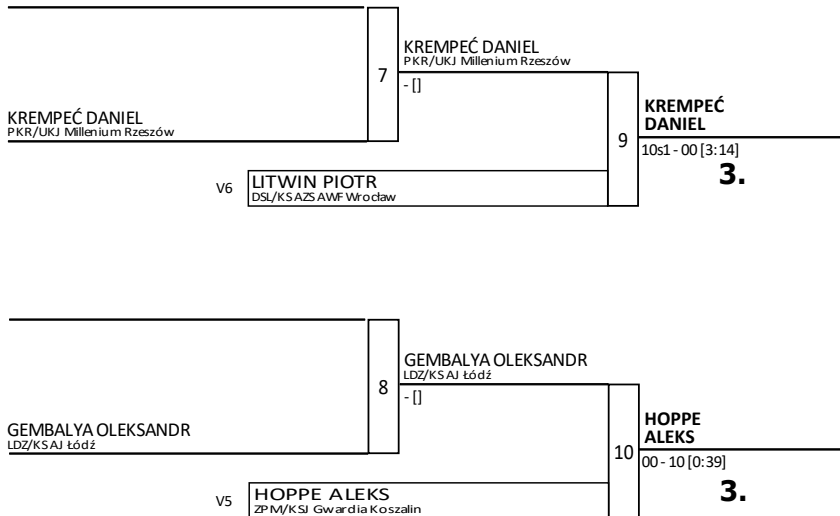 KREMPEĆ DANIEL
PKR/UKJ Millenium Rzeszów
7
- []
KREMPEĆ DANIEL
PKR/UKJ Millenium Rzeszów
9
KREMPEĆ
DANIEL
10s1 - 00 [3:14]
3.
V6
LITWIN PIOTR
DSL/KS AZS AWF Wrocław
GEMBALYA OLEKSANDR
LDZ/KS AJ Łódź
8
- []
GEMBALYA OLEKSANDR
LDZ/KS AJ Łódź
10
HOPPE
ALEKS
00 - 10 [0:39]
3.
V5
HOPPE ALEKS
ZPM/KSJ Gwardia Koszalin